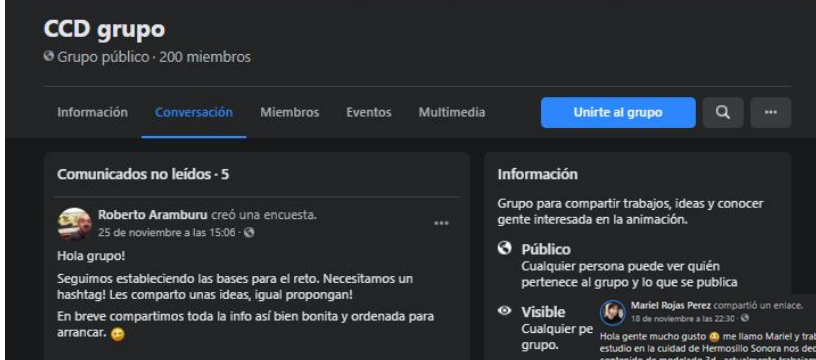 CCD grupo
Grupo público · 200 miembros
Información Conversación Miembros Eventos Multimedia
Unirte al grupo
Comunicados no leídos · 5
Roberto Aramburu creó una encuesta.
25 de noviembre a las 15:06 ·
Hola grupo!
Seguimos estableciendo las bases para el reto. Necesitamos un
hashtag! Les comparto unas ideas, igual propongan!
En breve compartimos toda la info así bien bonita y ordenada para
arrancar. 😉
Información
Grupo para compartir trabajos, ideas y conocer
gente interesada en la animación.
Público
Cualquier persona puede ver quién
pertenece al grupo y lo que se publica
Visible
Cualquier pe
grupo.
Mariel Rojas Perez compartió un enlace.
18 de noviembre a las 22:30 ·
Hola gente mucho gusto 😄 me llamo Mariel y trab
estudio en la cuidad de Hermosillo Sonora nos dec
contenido de modelado 3d, actualmente trabajam